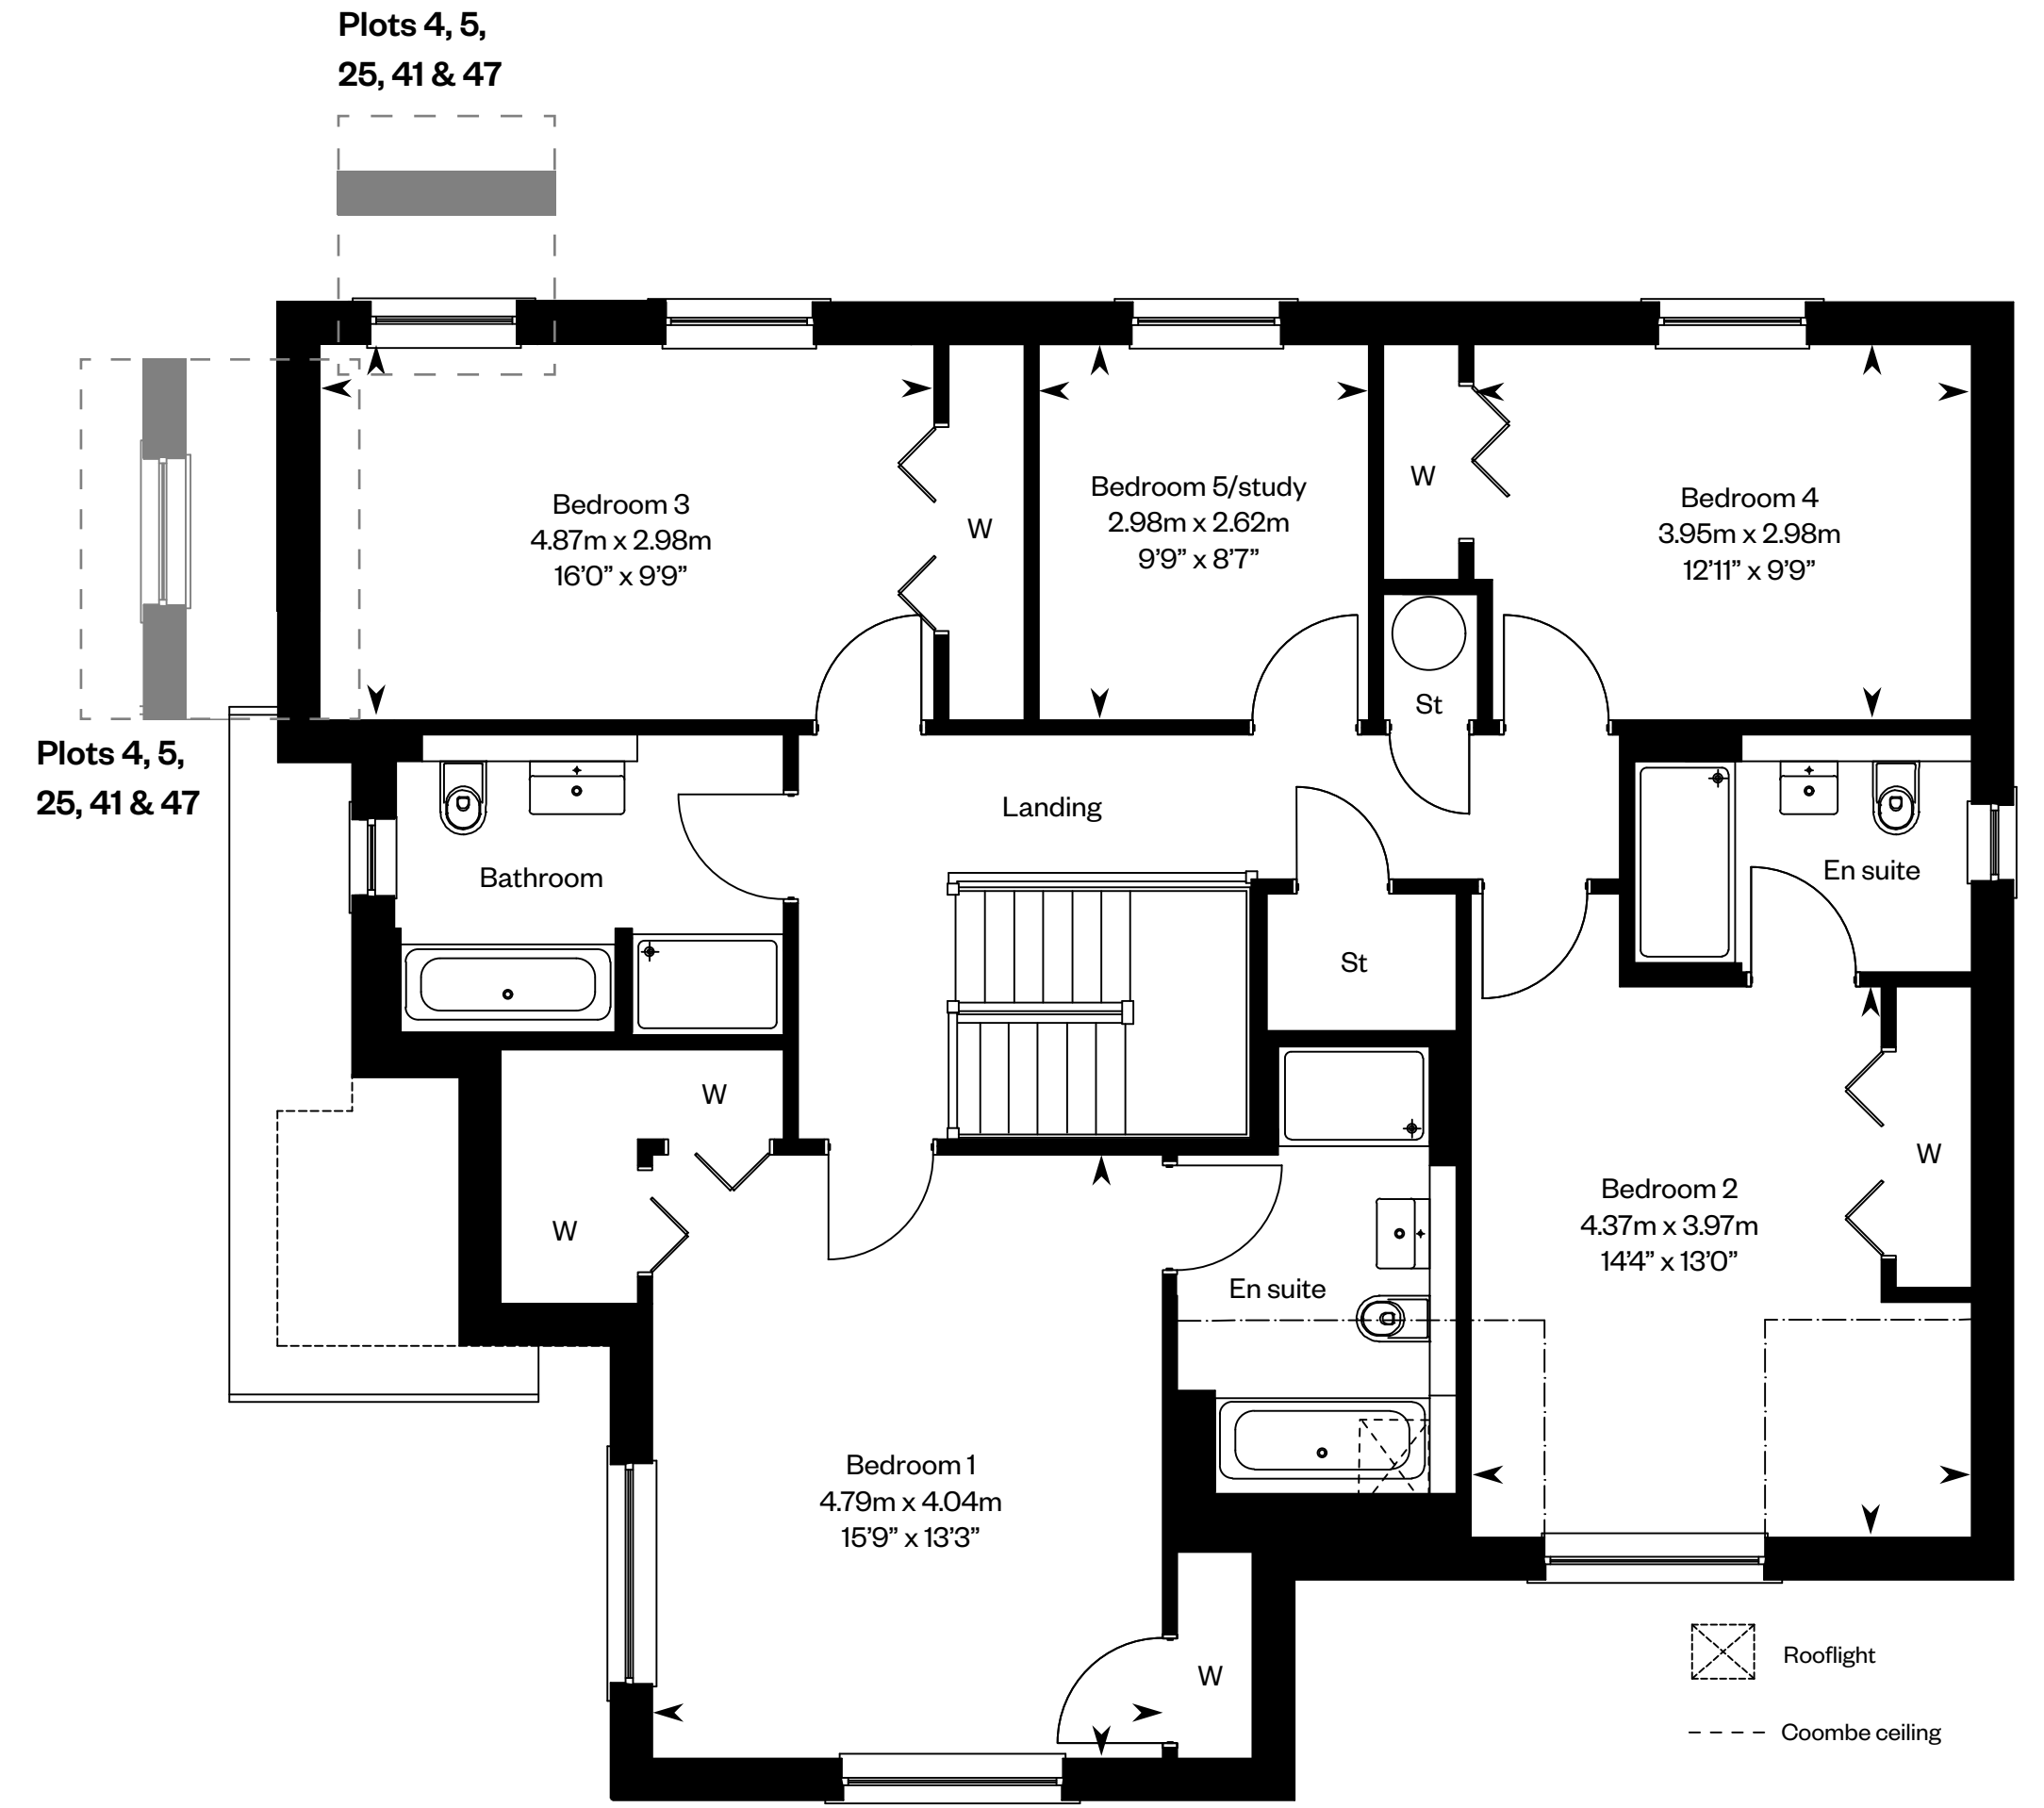 Plots 4, 5,
25, 41 & 47
Bedroom 3
4.87m x 2.98m
16’0” x 9’9”
W
Bedroom 5/study
2.98m x 2.62m
9’9” x 8’7”
W
Bedroom 4
3.95m x 2.98m
12’11” x 9’9”
St
Plots 4, 5,
25, 41 & 47
Bathroom
Landing
St
En suite
W
W
En suite
Bedroom 2
4.37m x 3.97m
14’4” x 13’0”
W
Bedroom 1
4.79m x 4.04m
15’9” x 13’3”
W
Rooflight
Coombe ceiling